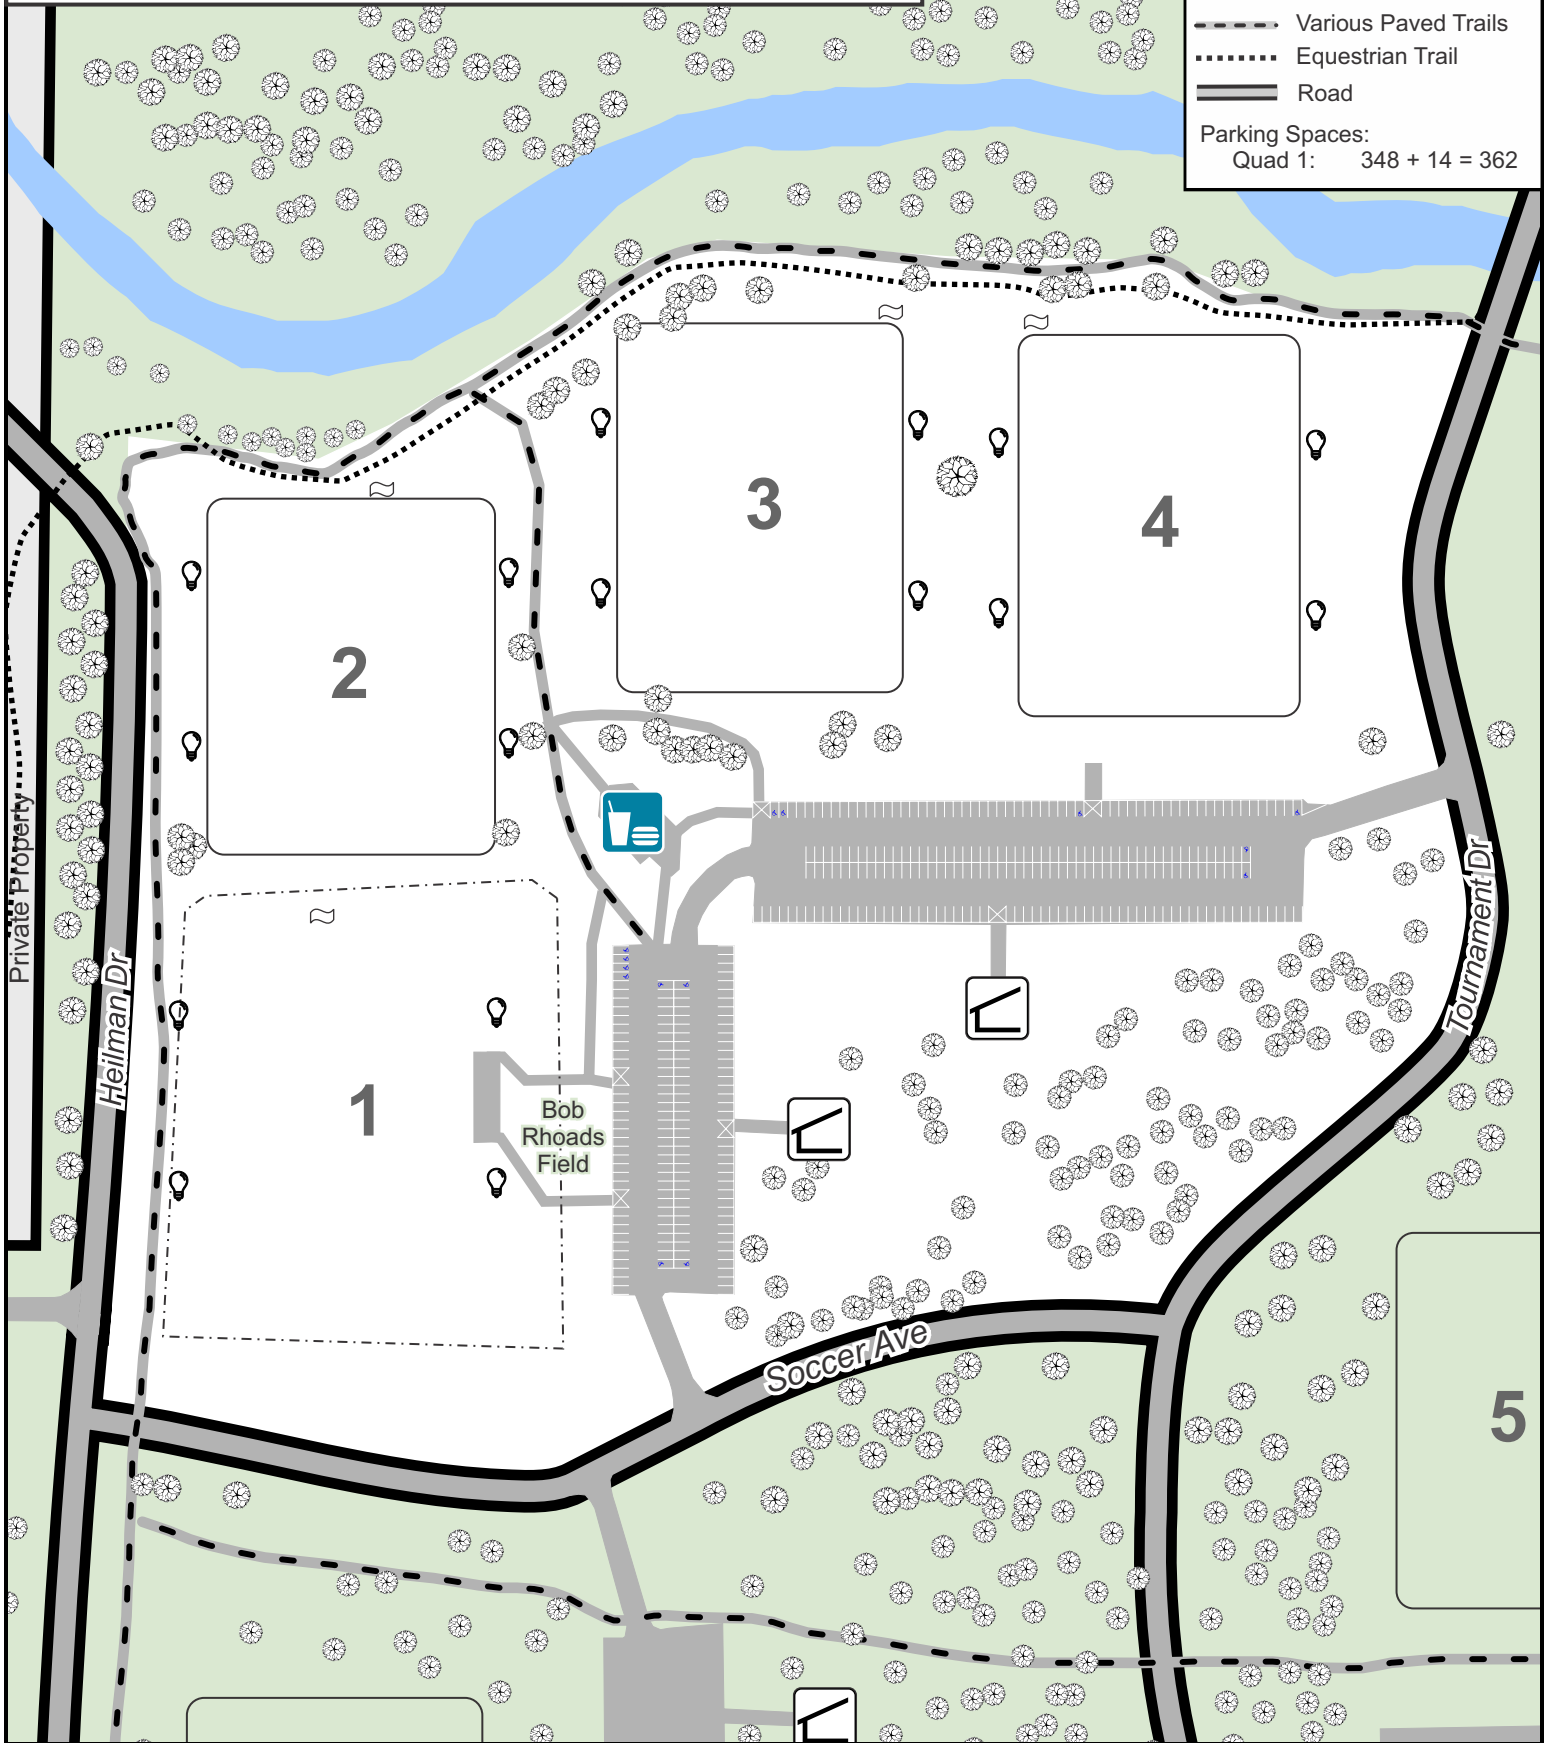 Various Paved Trails
Equestrian Trail
Road
Parking Spaces:
Quad 1: 348 + 14 = 362
3
4
2
Private Property
Heilman Dr
Tournament Dr
1
Bob
Rhoads
Field
Soccer Ave
5